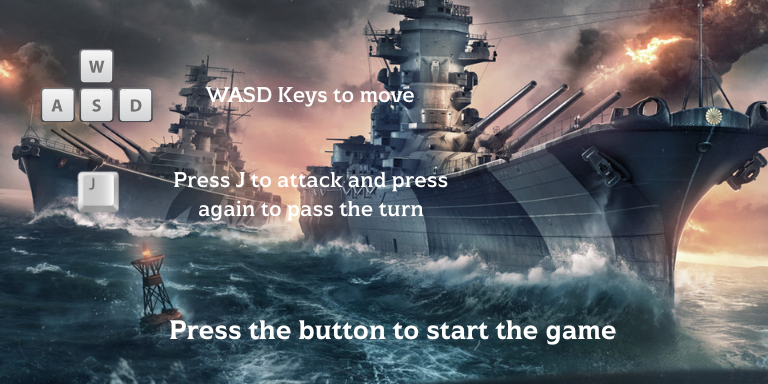 W
A S D
WASD Keys to move
J
Press J to attack and press
again to pass the turn
Press the button to start the game